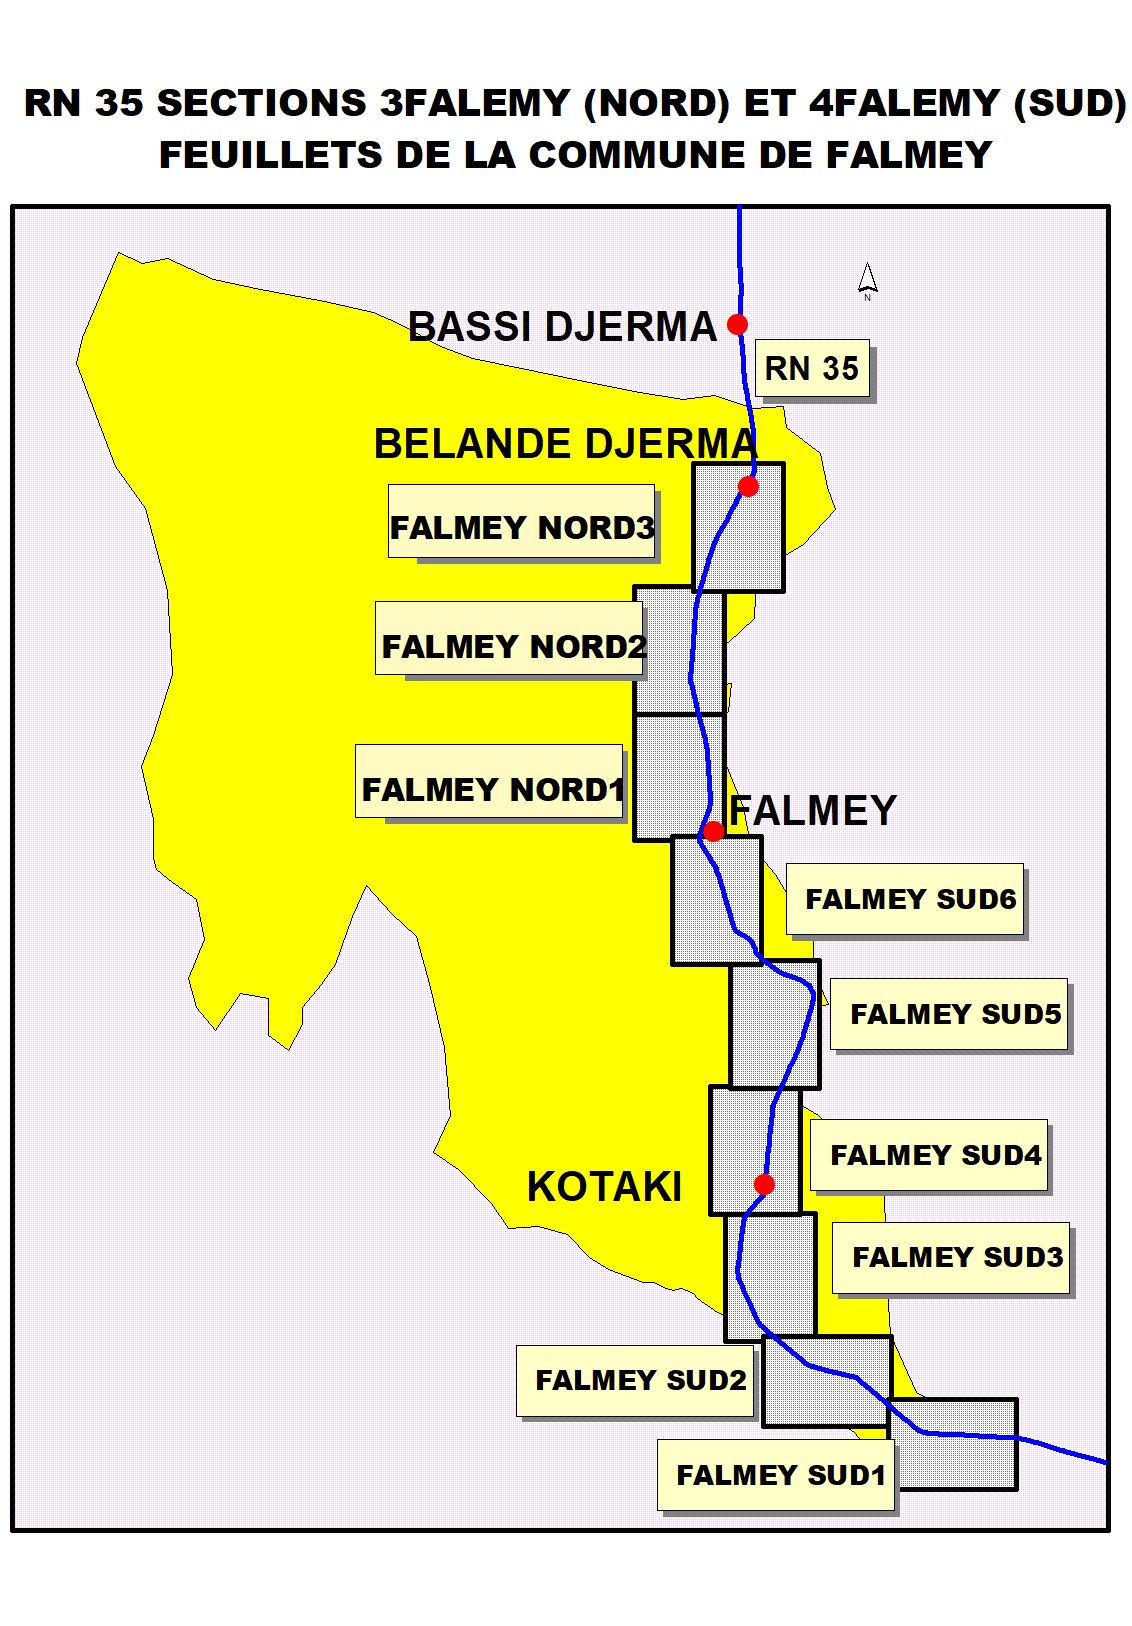 RN 35 SECTIONS 3FALEMY (NORD) ET 4FALEMY (SUD)
FEUILLETS DE LA COMMUNE DE FALMEY
N
BASSI DJERMA
RN 35
BELANDE DJERMA
FALMEY NORD3
FALMEY NORD2
FALMEY NORD1
FALMEY
FALMEY SUD6
FALMEY SUD5
FALMEY SUD4
KOTAKI
FALMEY SUD3
FALMEY SUD2
FALMEY SUD1